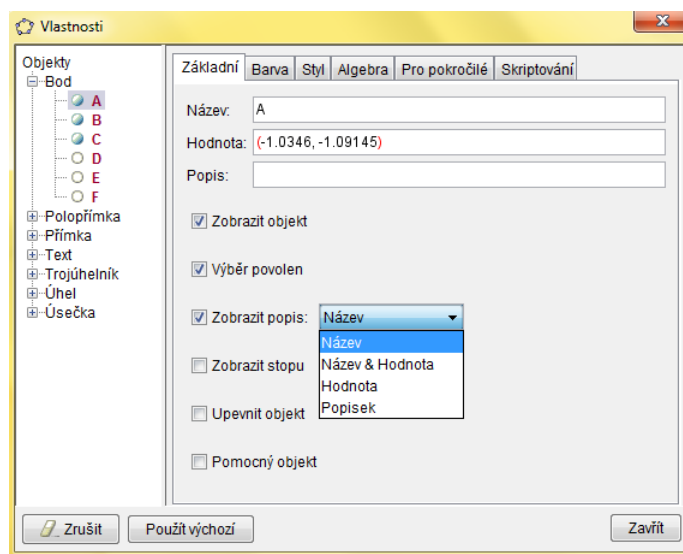 Vlastnosti
Objekty
Bod
A
B
C
D
E
F
Polopřímka
Přímka
Text
Trojúhelník
Úhel
Úsečka
Základní Barva Styl Algebra Pro pokročilé Skriptování
Název: A
Hodnota: (-1.0346, -1.09145)
Popis:
Zobrazit objekt
Výběr povolen
Zobrazit popis: Název
Název
Název & Hodnota
Hodnota
Popisek
Zobrazit stopu
Upevnit objekt
Pomocný objekt
Zrušit Použít výchozí Zavřít